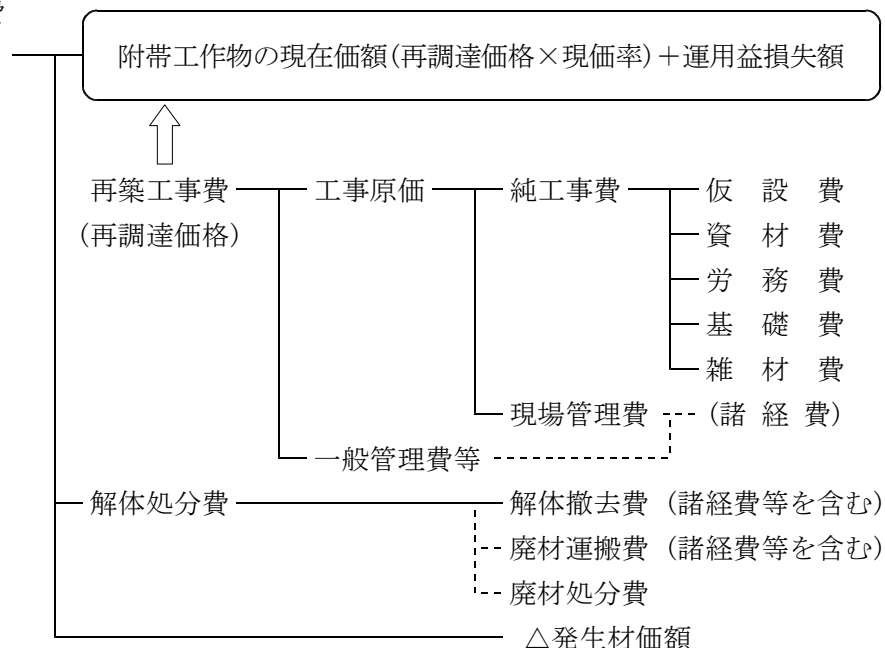 附帯工作物の現在価額(再調達価格×現価率)＋運用益損失額
再築工事費 工事原価 純工事費 仮 設 費
(再調達価格) 資 材 費
労 務 費
基 礎 費
雑 材 費
現場管理費 (諸 経 費)
一般管理費等
解体処分費 解体撤去費 (諸経費等を含む)
廃材運搬費 (諸経費等を含む)
廃材処分費
△発生材価額